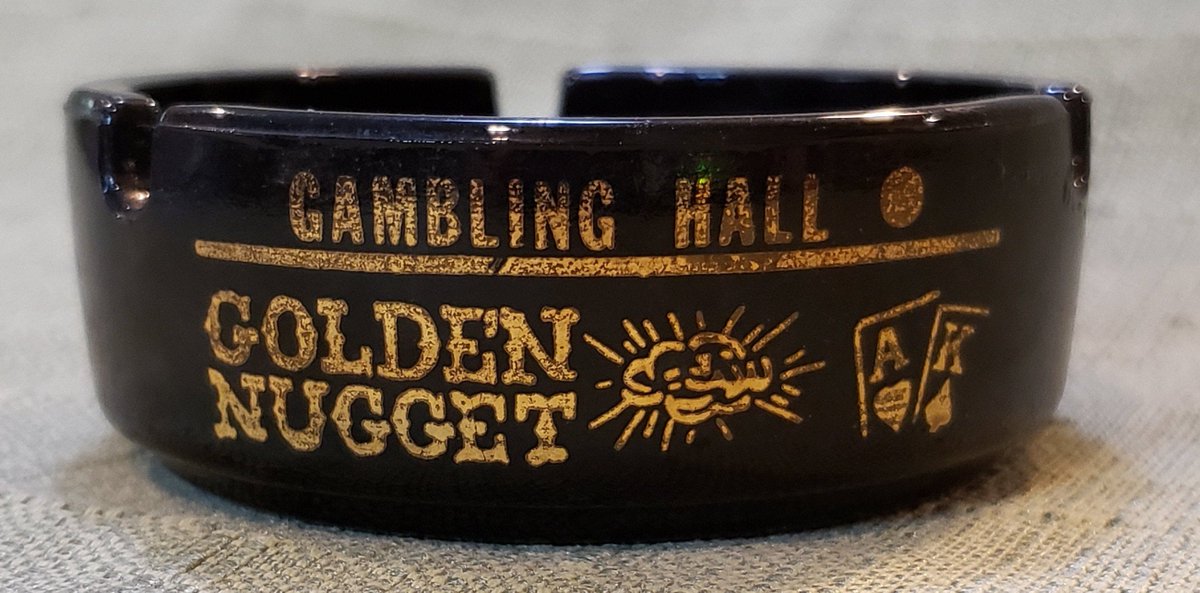 GAMBLING HALL
GOLDEN
NUGGET
A K